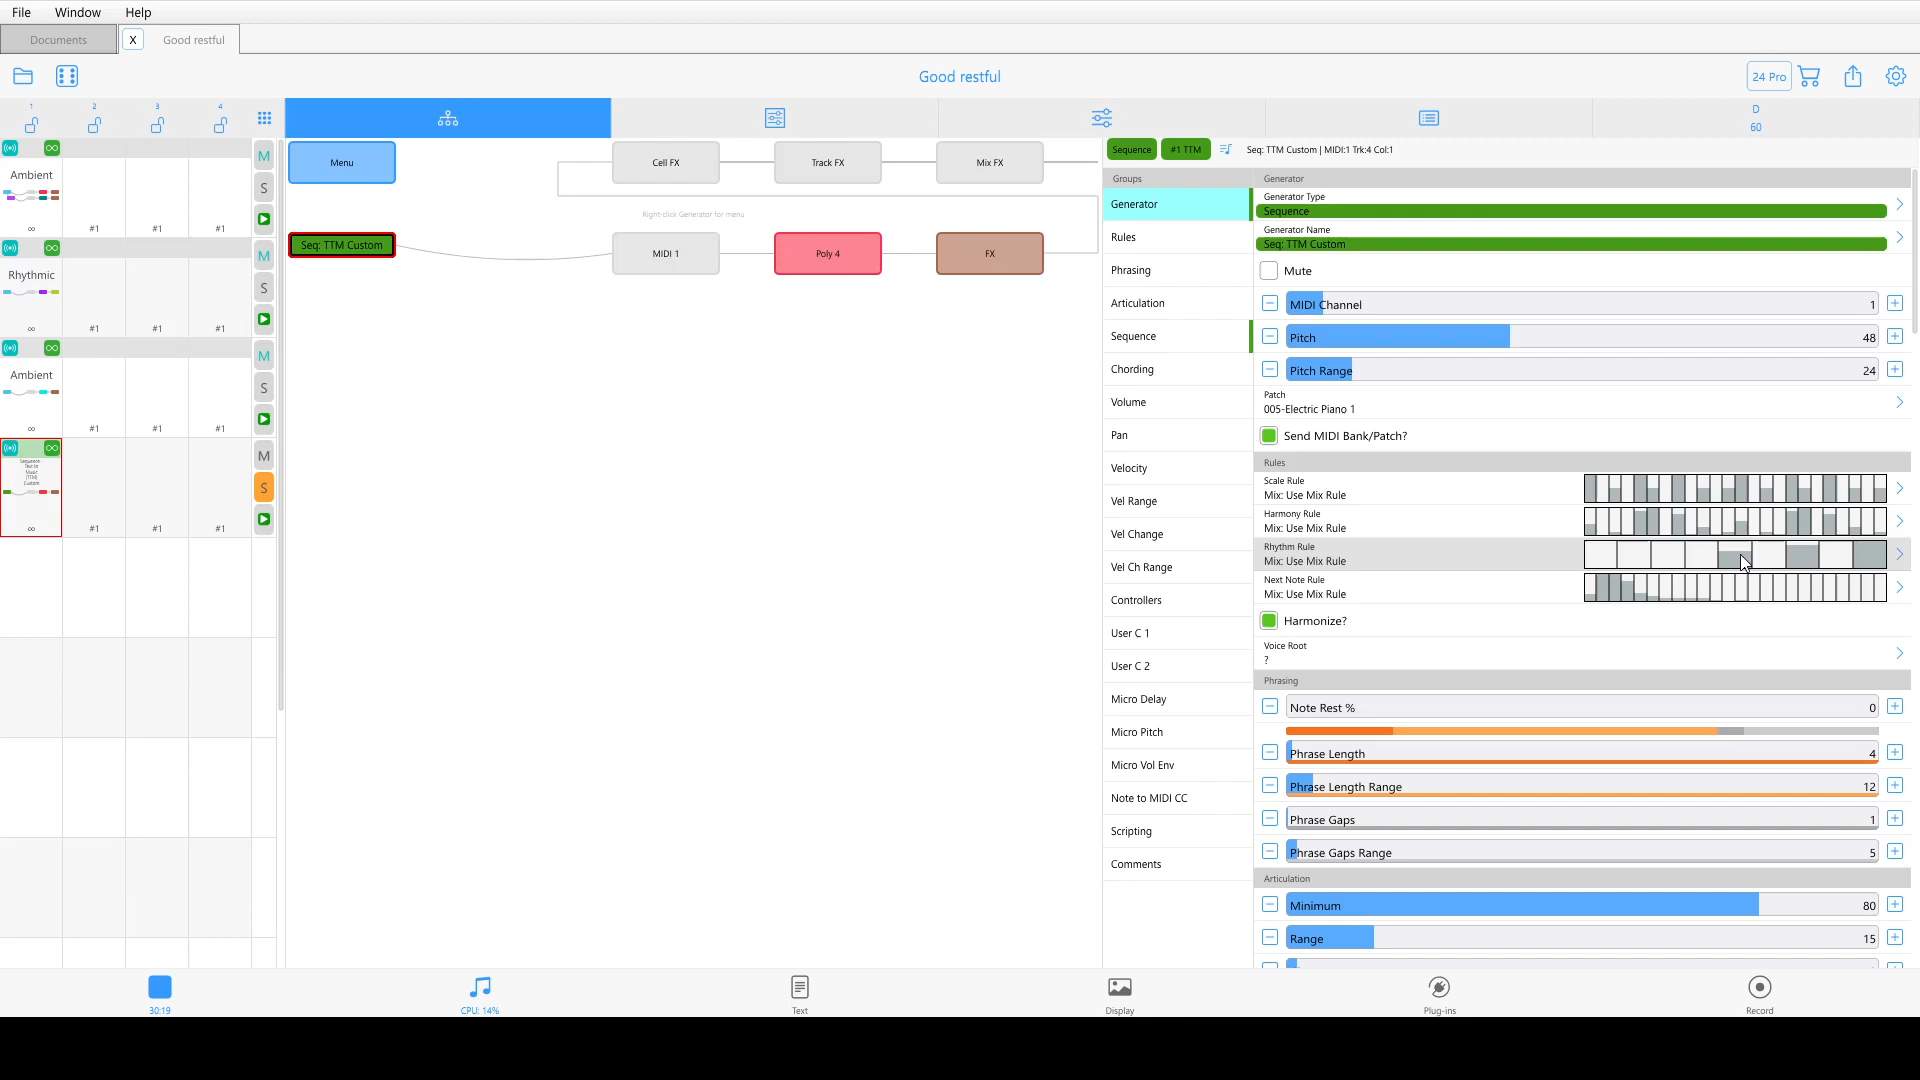 File Window Help
Documents X Good restful
Good restful
24 Pro
1 2 3 4
D
60
Ambient
∞ #1 #1 #1
M
S
Rhythmic
∞ #1 #1 #1
M
S
Ambient
∞ #1 #1 #1
M
S
Sequence
Text to
Music
[TTM]
Custom
∞ #1 #1 #1
M
S
Menu
Cell FX
Track FX
Mix FX
Right-click Generator for menu
Seq: TTM Custom
MIDI 1
Poly 4
FX
Sequence #1 TTM Seq: TTM Custom | MIDI:1 Trk:4 Col:1
Groups
Generator
Rules
Phrasing
Articulation
Sequence
Chording
Volume
Pan
Velocity
Vel Range
Vel Change
Vel Ch Range
Controllers
User C 1
User C 2
Micro Delay
Micro Pitch
Micro Vol Env
Note to MIDI CC
Scripting
Comments
Generator
Generator Type
Sequence
Generator Name
Seq: TTM Custom
Mute
MIDI Channel 1
Pitch 48
Pitch Range 24
Patch
005-Electric Piano 1
Send MIDI Bank/Patch?
Rules
Scale Rule
Mix: Use Mix Rule
Harmony Rule
Mix: Use Mix Rule
Rhythm Rule
Mix: Use Mix Rule
Next Note Rule
Mix: Use Mix Rule
Harmonize?
Voice Root
?
Phrasing
Note Rest % 0
Phrase Length 4
Phrase Length Range 12
Phrase Gaps 1
Phrase Gaps Range 5
Articulation
Minimum 80
Range 15
30:19
CPU: 14%
Text
Display
Plug-ins
Record